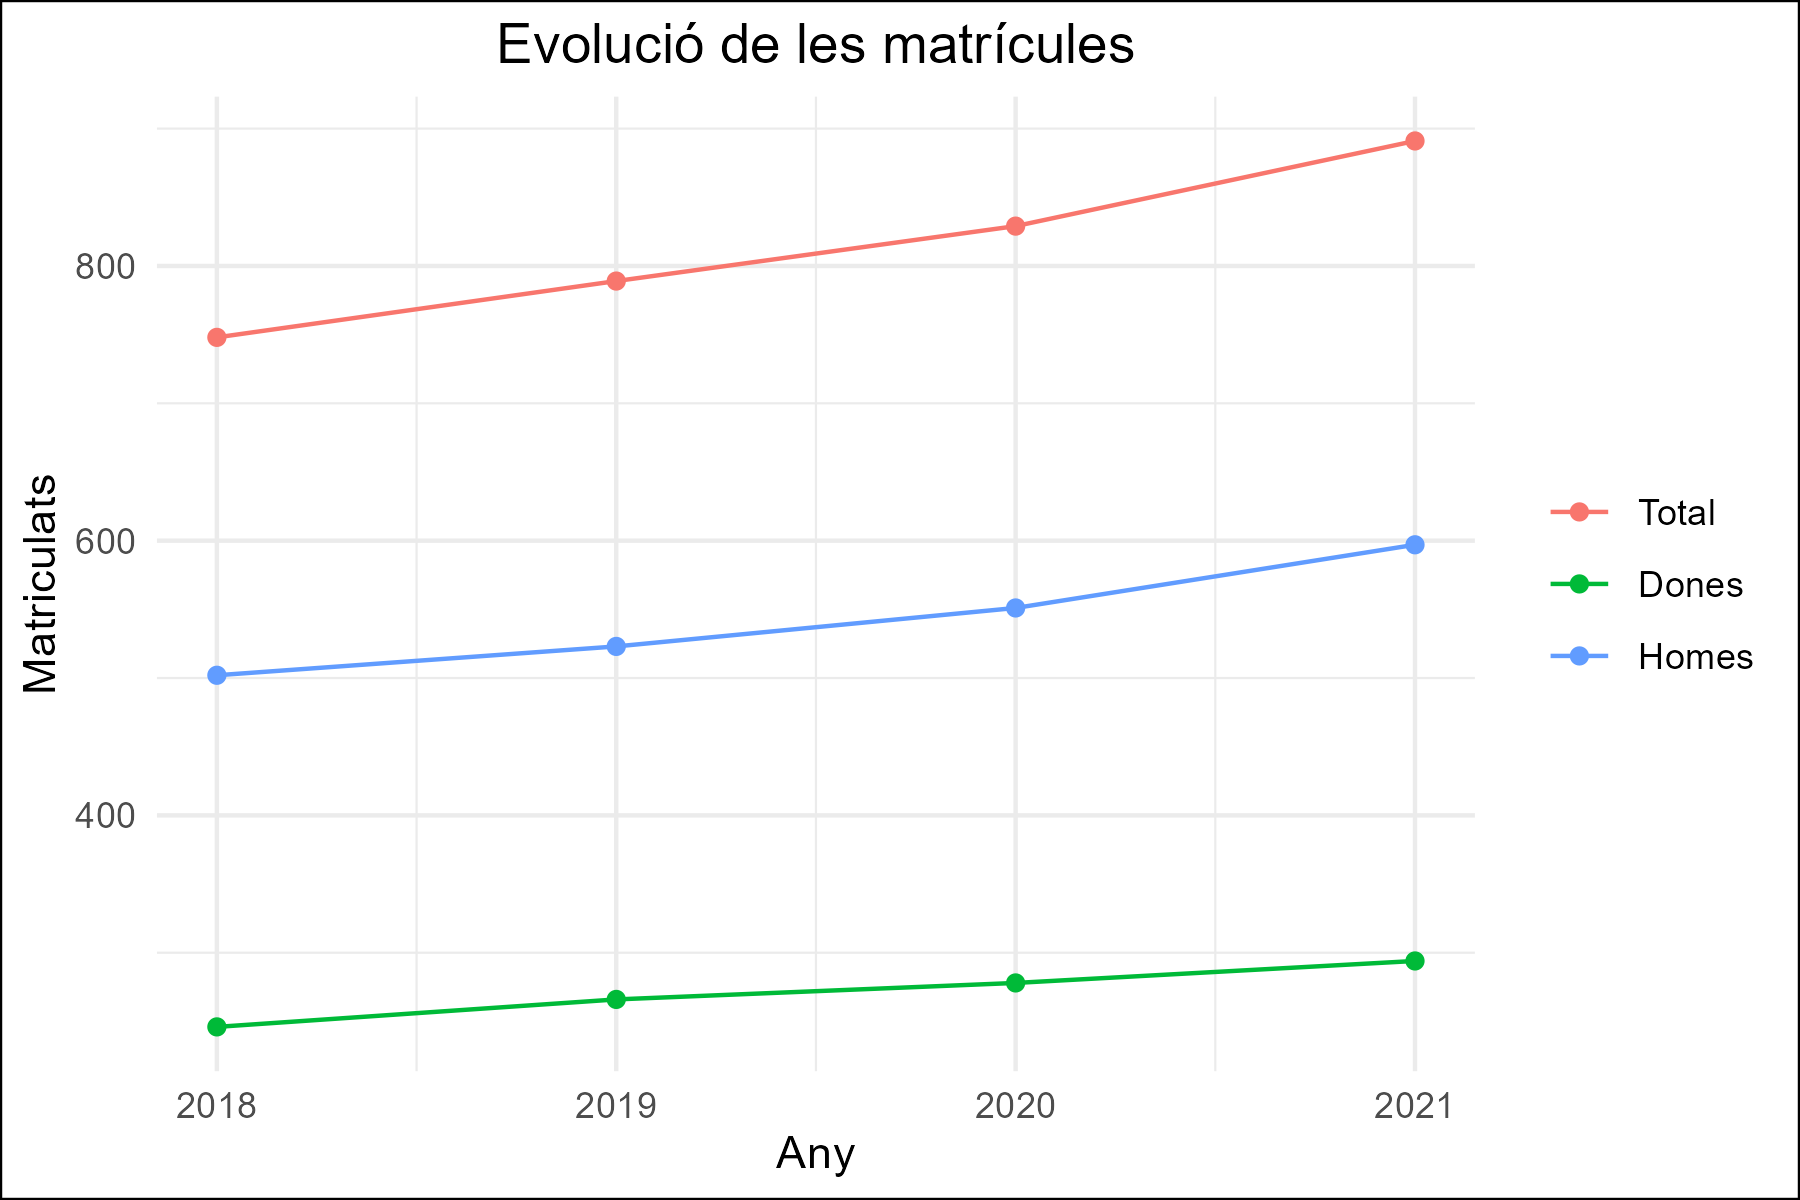 Evolució de les matrícules
Matriculats
800
600
400
2018
2019
2020
2021
Any
Total
Dones
Homes